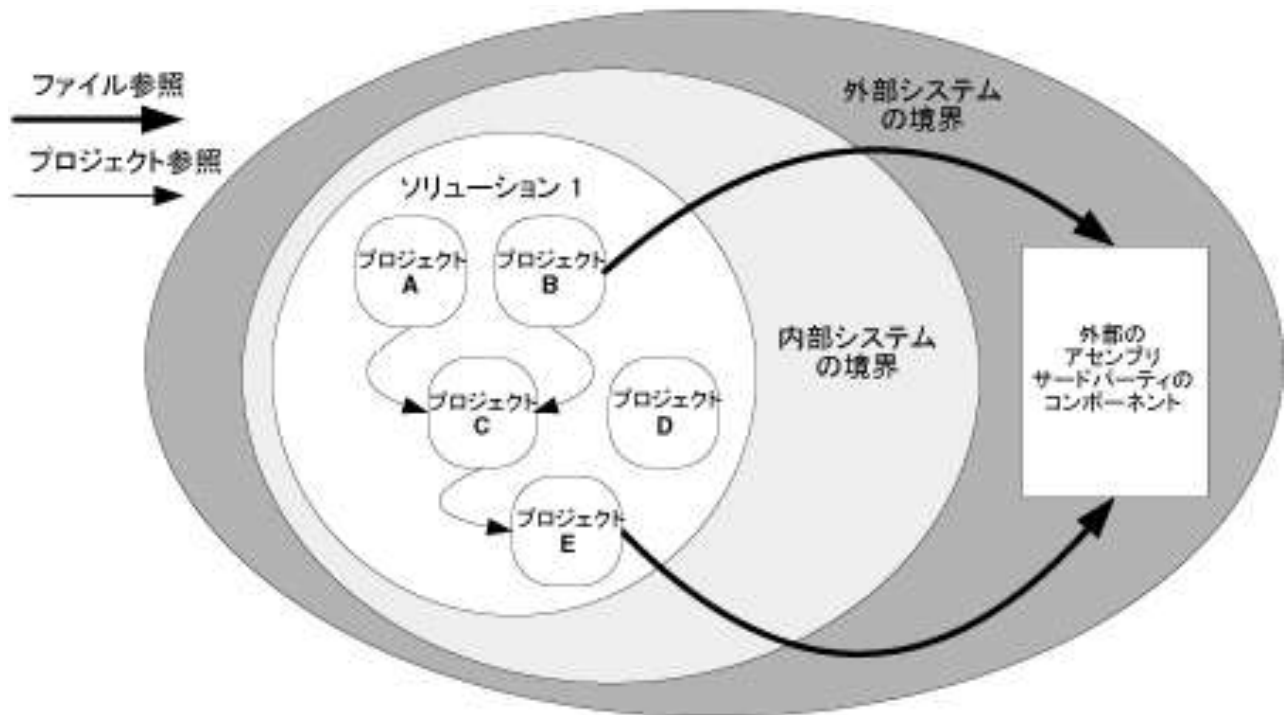 ファイル参照
プロジェクト参照
外部システム
の境界
ソリューション 1
プロジェクト
A
プロジェクト
B
内部システム
の境界
外部の
アセンブリ
サードパーティの
コンポーネント
プロジェクト
C
プロジェクト
D
プロジェクト
E